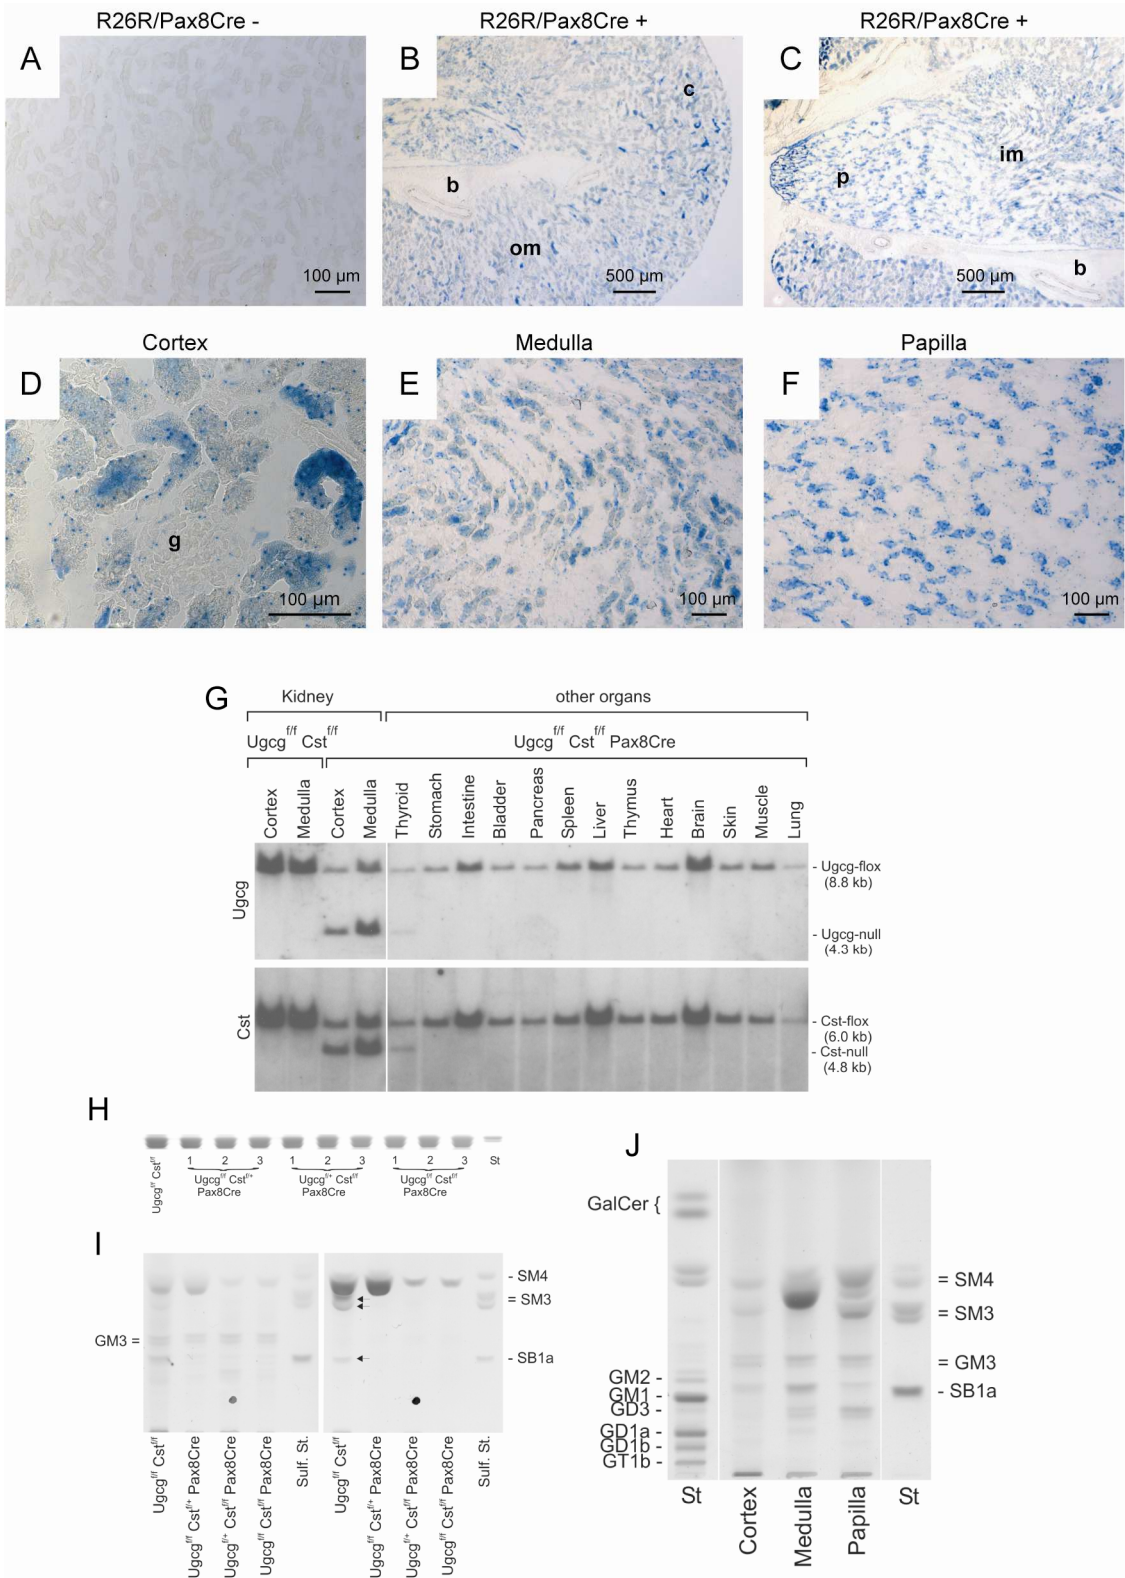 R26R/Pax8Cre -
R26R/Pax8Cre +
R26R/Pax8Cre +
A
100 µm
B
c
b
om
500 µm
C
im
p
b
500 µm
Cortex
Medulla
Papilla
D
g
100 µm
E
100 µm
F
100 µm
G
Kidney
other organs
Ugcg f/f Cst f/f
Ugcg f/f Cst f/f Pax8Cre
Cortex
Medulla
Cortex
Medulla
Thyroid
Stomach
Intestine
Bladder
Pancreas
Spleen
Liver
Thymus
Heart
Brain
Skin
Muscle
Lung
Ugcg
- Ugcg-flox
(8.8 kb)
- Ugcg-null
(4.3 kb)
Cst
- Cst-flox
(6.0 kb)
- Cst-null
(4.8 kb)
H
Ugcg f/f Cst f/f
1 2 3
Ugcg f/f Cst f/+
Pax8Cre
1 2 3
Ugcg f/+ Cst f/f
Pax8Cre
1 2 3
Ugcg f/f Cst f/f
Pax8Cre
St
I
GM3 =
- SM4
= SM3
- SB1a
Ugcg f/f Cst f/f
Ugcg f/f Cst f/+ Pax8Cre
Ugcg f/+ Cst f/f Pax8Cre
Ugcg f/f Cst f/f Pax8Cre
Sulf. St.
Ugcg f/f Cst f/f
Ugcg f/f Cst f/+ Pax8Cre
Ugcg f/+ Cst f/f Pax8Cre
Ugcg f/f Cst f/f Pax8Cre
Sulf. St.
J
GalCer {
GM2 -
GM1 -
GD3 -
GD1a -
GD1b -
GT1b -
= SM4
= SM3
= GM3
- SB1a
St
Cortex
Medulla
Papilla
St